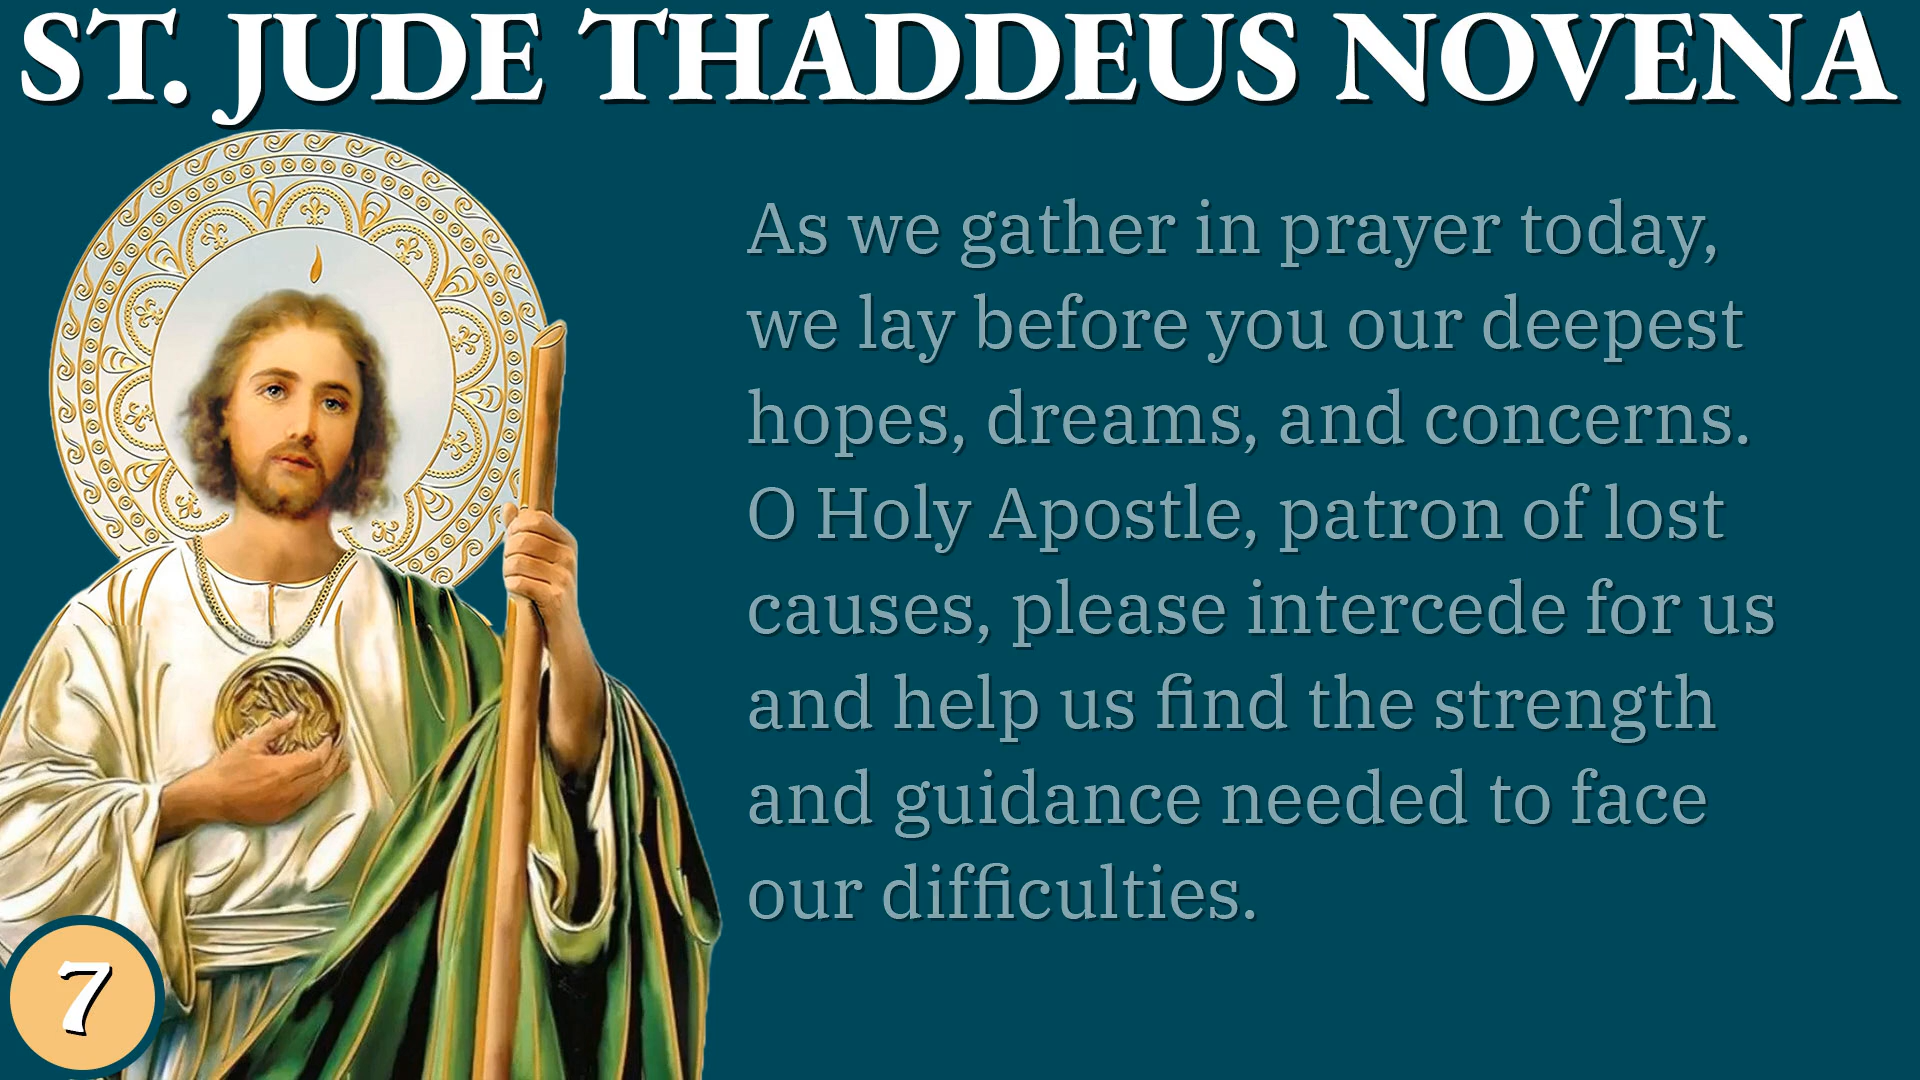 ST. JUDE THADDEUS NOVENA
As we gather in prayer today,
we lay before you our deepest
hopes, dreams, and concerns.
O Holy Apostle, patron of lost
causes, please intercede for us
and help us find the strength
and guidance needed to face
our difficulties.
7